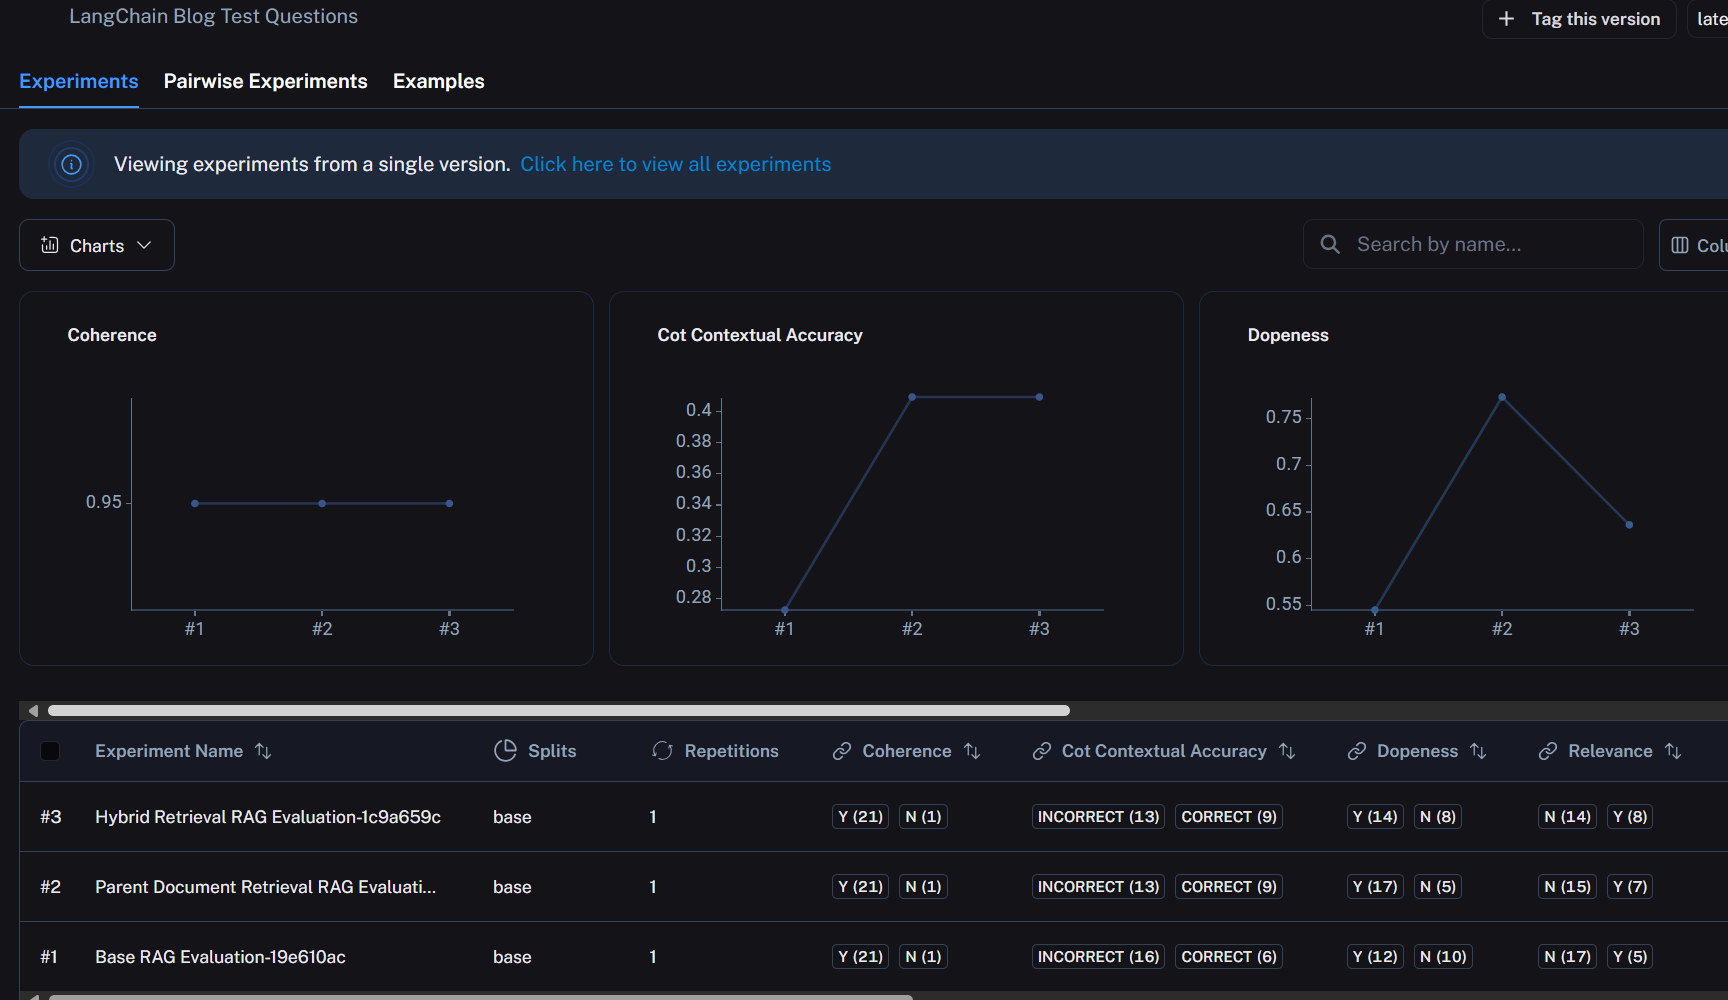 LangChain Blog Test Questions
Tag this version
late
Experiments Pairwise Experiments Examples
Viewing experiments from a single version. Click here to view all experiments
Charts
Search by name...
Colu
Coherence
0.95
#1 #2 #3
Cot Contextual Accuracy
0.4
0.38
0.36
0.34
0.32
0.3
0.28
#1 #2 #3
Dopeness
0.75
0.7
0.65
0.6
0.55
#1 #2 #3
Experiment Name Splits Repetitions Coherence Cot Contextual Accuracy Dopeness Relevance
#3 Hybrid Retrieval RAG Evaluation-1c9a659c base 1 Y (21) N (1) INCORRECT (13) CORRECT (9) Y (14) N (8) N (14) Y (8)
#2 Parent Document Retrieval RAG Evaluati... base 1 Y (21) N (1) INCORRECT (13) CORRECT (9) Y (17) N (5) N (15) Y (7)
#1 Base RAG Evaluation-19e610ac base 1 Y (21) N (1) INCORRECT (16) CORRECT (6) Y (12) N (10) N (17) Y (5)